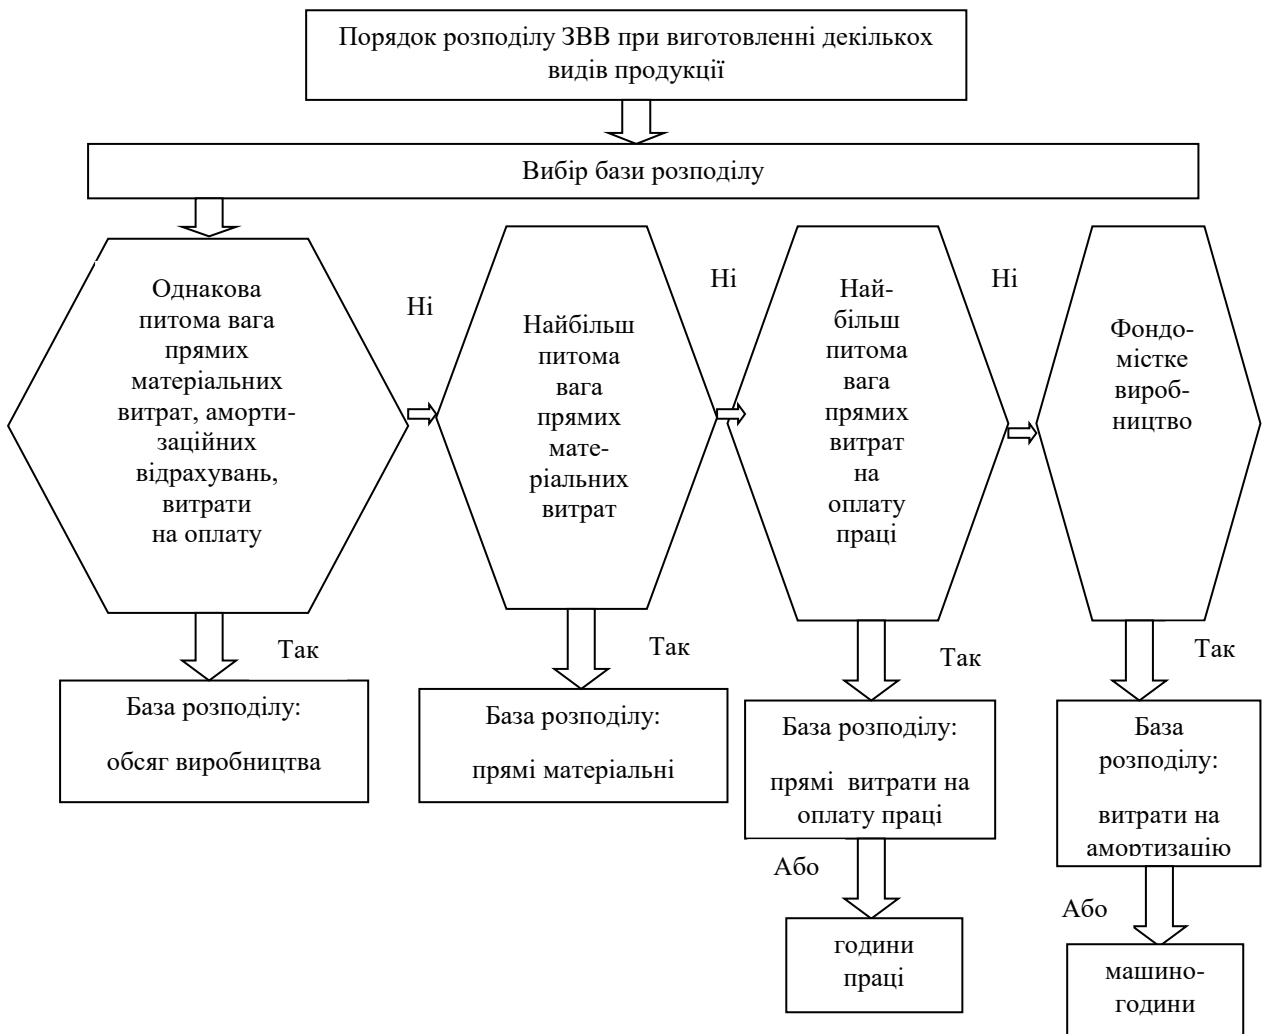 Порядок розподілу ЗВВ при виготовленні декількох
видів продукції
Вибір бази розподілу
Однакова
питома вага
прямих
матеріальних
витрат, аморти-
заційних
відрахувань,
витрати
на оплату
Ні
Найбільш
питома
вага
прямих
мате-
ріальних
витрат
Ні
Най-
більш
питома
вага
прямих
витрат
на
оплату
праці
Ні
Фондо-
містке
вироб-
ництво
Так
Так
Так
Так
База розподілу:
обсяг виробництва
База розподілу:
прямі матеріальні
База розподілу:
прямі витрати на
оплату праці
База
розподілу:
витрати на
амортизацію
Або
години
праці
Або
машино-
години